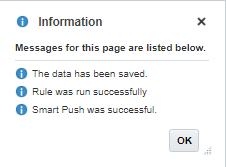 Information
Messages for this page are listed below.
The data has been saved.
Rule was run successfully
Smart Push was successful.
OK